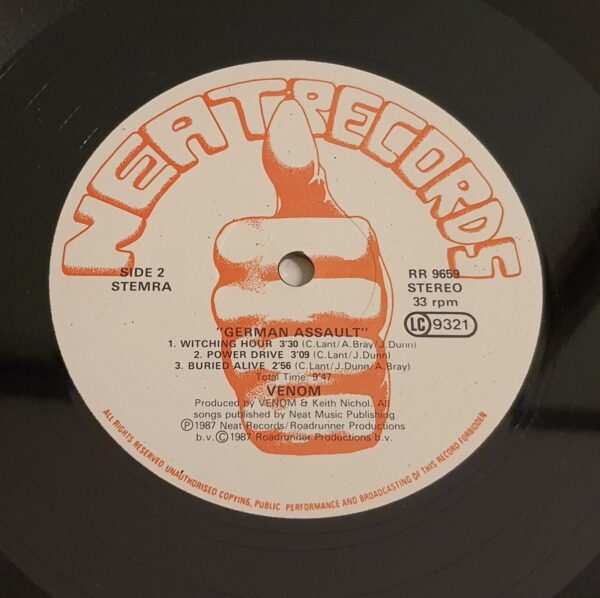 NEAT RECORDS
SIDE 2
STEMRA
RR 9659
STEREO
33 rpm
LC 9321
"GERMAN ASSAULT"
1. WITCHING HOUR 3'30 (C.Lant/A.Bray/J.Dunn)
2. POWER DRIVE 3'09 (C.Lant/J.Dunn)
3. BURIED ALIVE 2'56 (C.Lant/J.Dunn/A.Bray)
Total Time: 9'47
VENOM
Produced by VENOM & Keith Nichol. All
songs published by Neat Music Publishing
Ⓟ1987 Neat Records/Roadrunner Productions
b.v. Ⓒ1987 Roadrunner Productions b.v.
ALL RIGHTS RESERVED UNAUTHORISED COPYING, PUBLIC PERFORMANCE AND BROADCASTING OF THIS RECORD FORBIDDEN